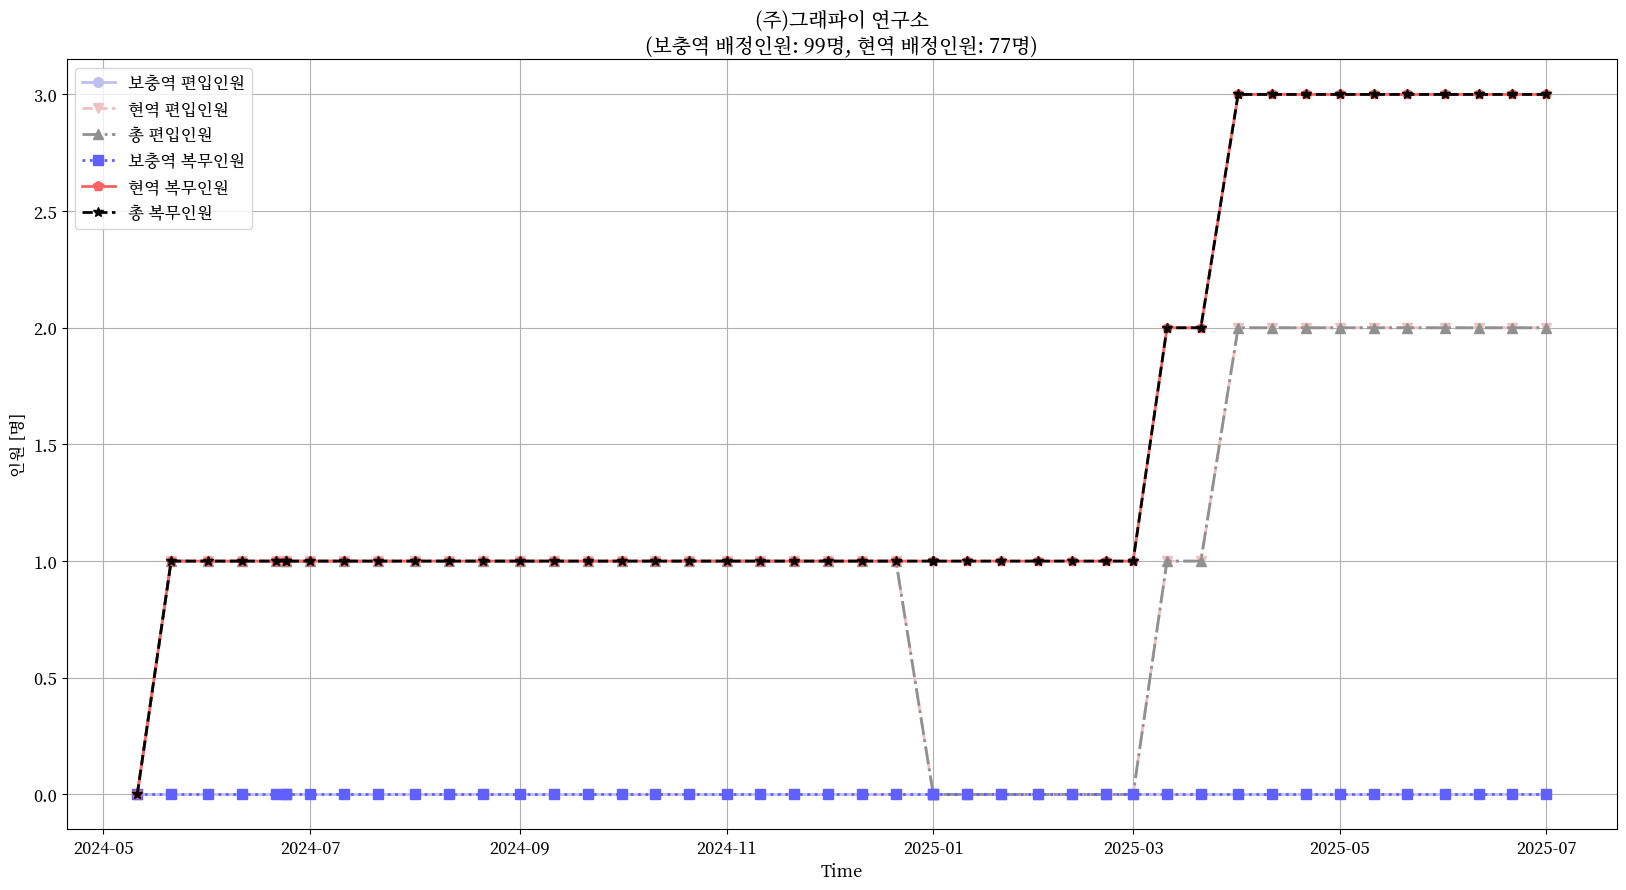 (주)그래파이 연구소
(보충역 배정인원: 99명, 현역 배정인원: 77명)
보충역 편입인원
현역 편입인원
총 편입인원
보충역 복무인원
현역 복무인원
총 복무인원
3.0
2.5
2.0
1.5
1.0
0.5
0.0
인원 [명]
2024-05 2024-07 2024-09 2024-11 2025-01 2025-03 2025-05 2025-07
Time